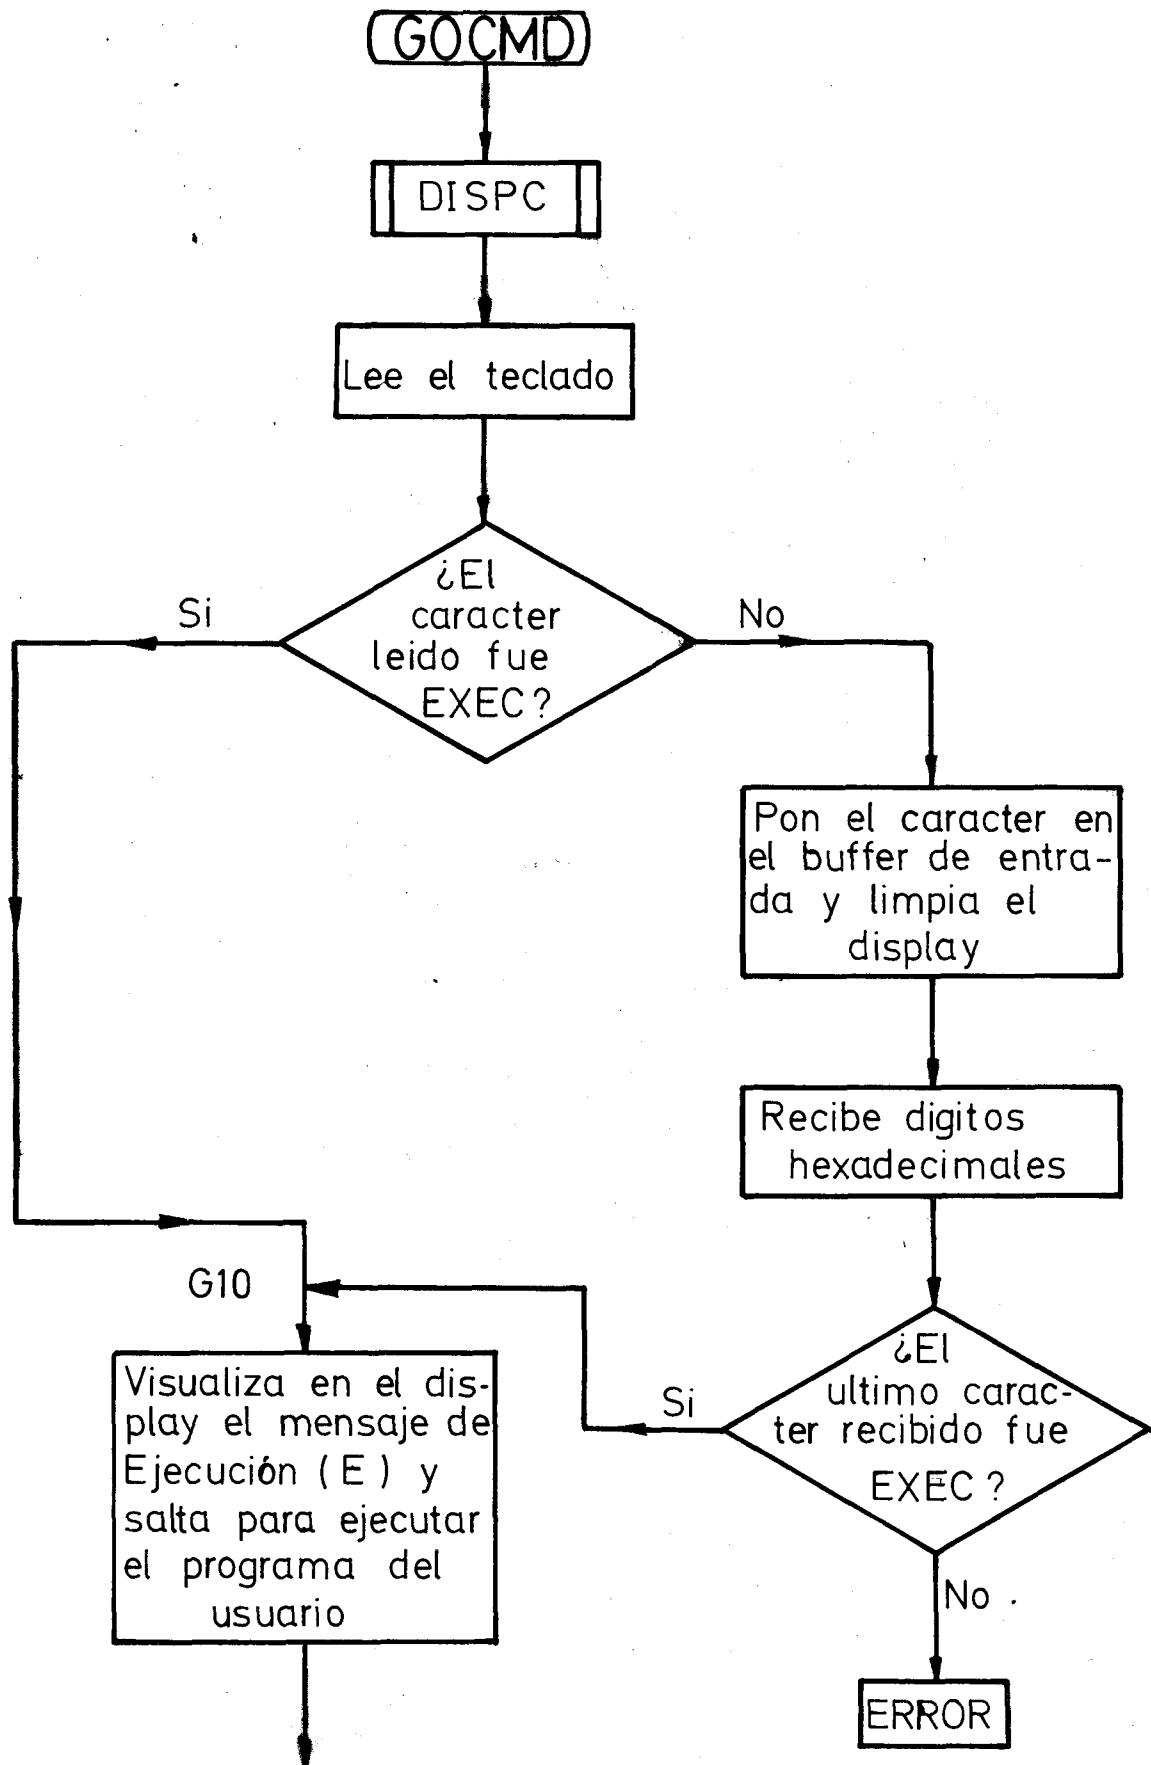 GOCMD
DISPC
Lee el teclado
¿El
caracter
leido fue
EXEC?
Si
No
Pon el caracter en
el buffer de entra-
da y limpia el
display
Recibe digitos
hexadecimales
G10
¿El
ultimo carac-
ter recibido fue
EXEC?
Si
No
Visualiza en el dis-
play el mensaje de
Ejecución (E) y
salta para ejecutar
el programa del
usuario
ERROR